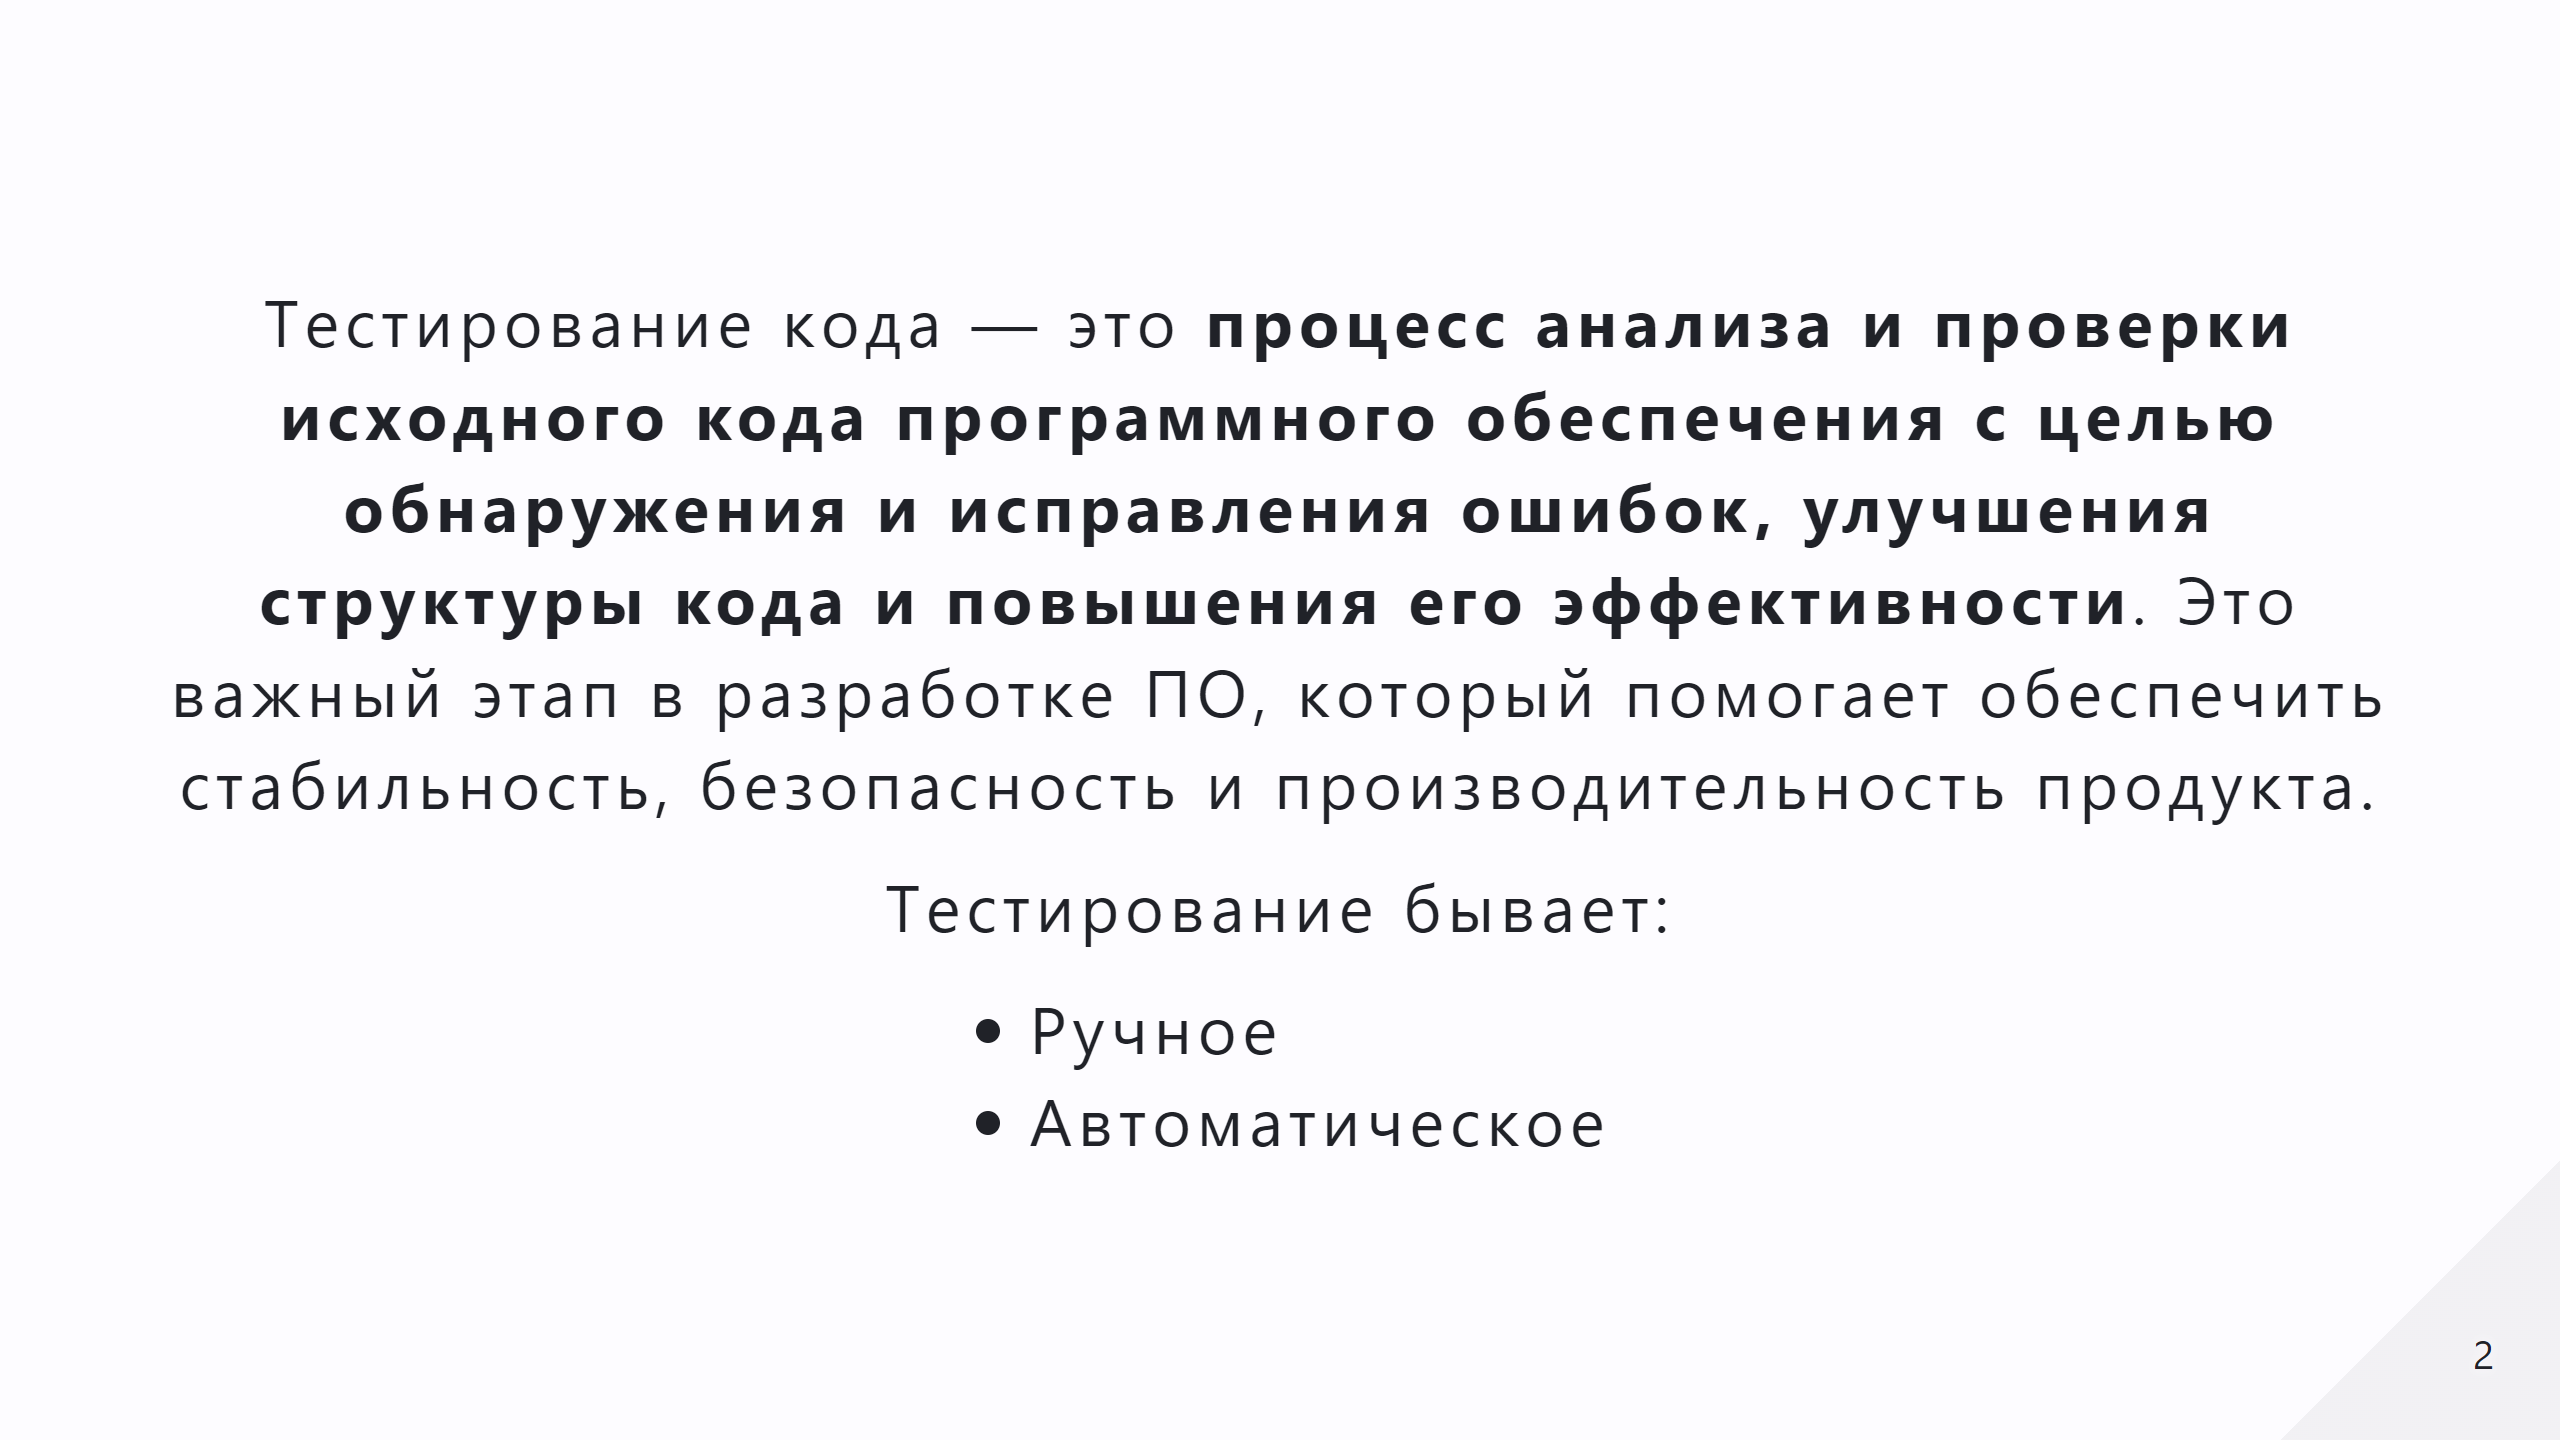 Тестирование кода — это процесс анализа и проверки
исходного кода программного обеспечения с целью
обнаружения и исправления ошибок, улучшения
структуры кода и повышения его эффективности. Это
важный этап в разработке ПО, который помогает обеспечить
стабильность, безопасность и производительность продукта.
Тестирование бывает:
• Ручное
• Автоматическое
2